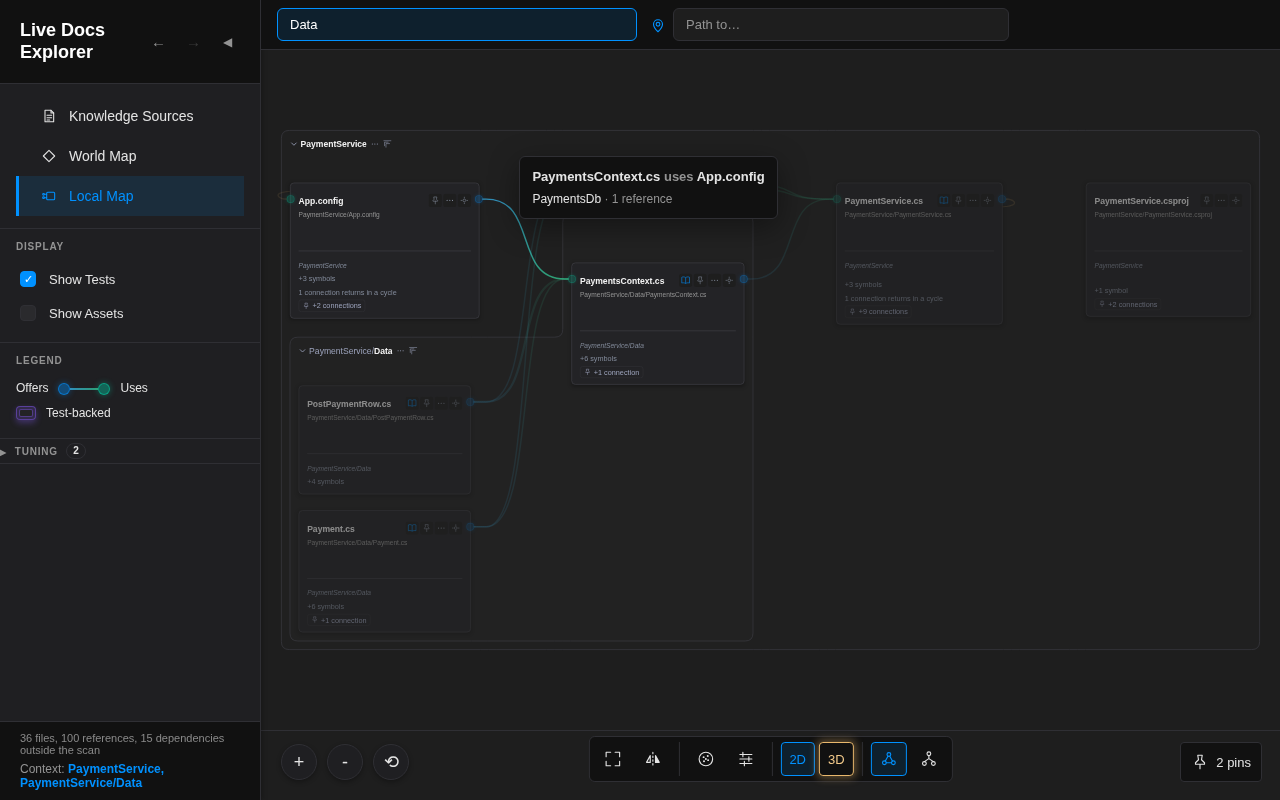 Live Docs
Explorer
← → ◀
Data
Path to…
Knowledge Sources
World Map
Local Map
DISPLAY
✓ Show Tests
Show Assets
LEGEND
Offers
Uses
Test-backed
▶ TUNING 2
36 files, 100 references, 15 dependencies
outside the scan
Context: PaymentService,
PaymentService/Data
PaymentService
PaymentsContext.cs uses App.config
PaymentsDb · 1 reference
App.config
PaymentService/App.config
PaymentService
+3 symbols
1 connection returns in a cycle
+2 connections
PaymentsContext.cs
PaymentService/Data/PaymentsContext.cs
PaymentService/Data
+6 symbols
+1 connection
PaymentService.cs
PaymentService/PaymentService.cs
PaymentService
+3 symbols
1 connection returns in a cycle
+9 connections
PaymentService.csproj
PaymentService/PaymentService.csproj
PaymentService
+1 symbol
+2 connections
PaymentService/Data
PostPaymentRow.cs
PaymentService/Data/PostPaymentRow.cs
PaymentService/Data
+4 symbols
Payment.cs
PaymentService/Data/Payment.cs
PaymentService/Data
+6 symbols
+1 connection
+ - ⟲
2D
3D
2 pins